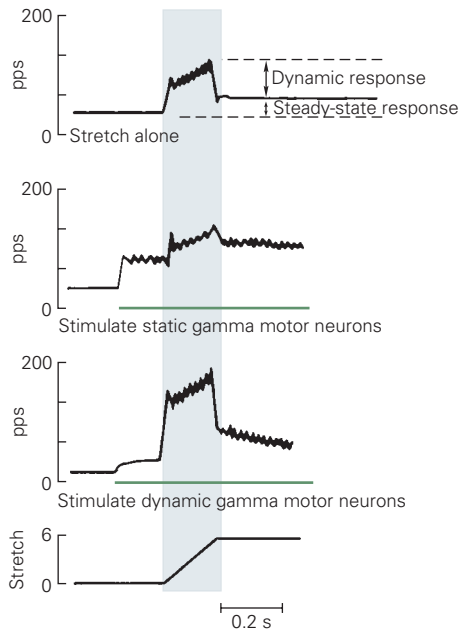 200
pps
Dynamic response
Steady-state response
0
Stretch alone
200
pps
0
Stimulate static gamma motor neurons
200
pps
0
Stimulate dynamic gamma motor neurons
6
Stretch
0
0.2 s